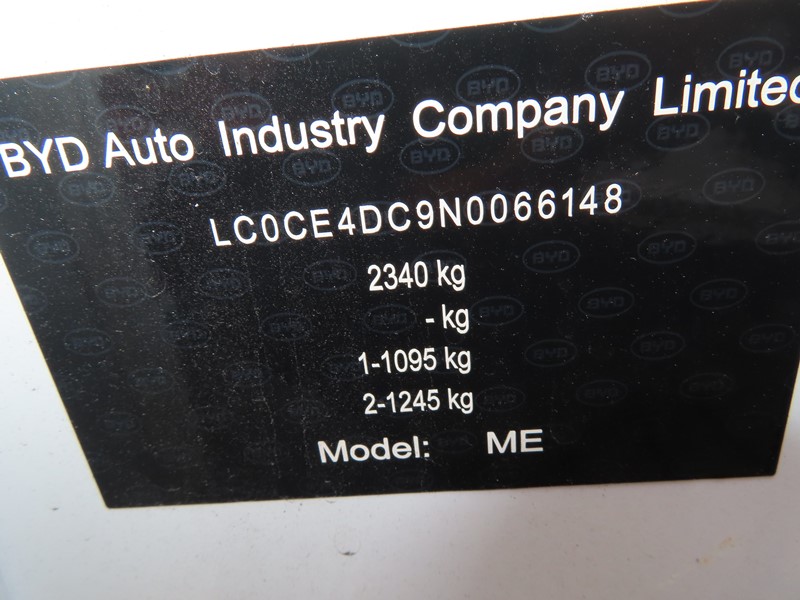 BYD Auto Industry Company Limited
LC0CE4DC9N0066148
2340 kg
- kg
1-1095 kg
2-1245 kg
Model: ME